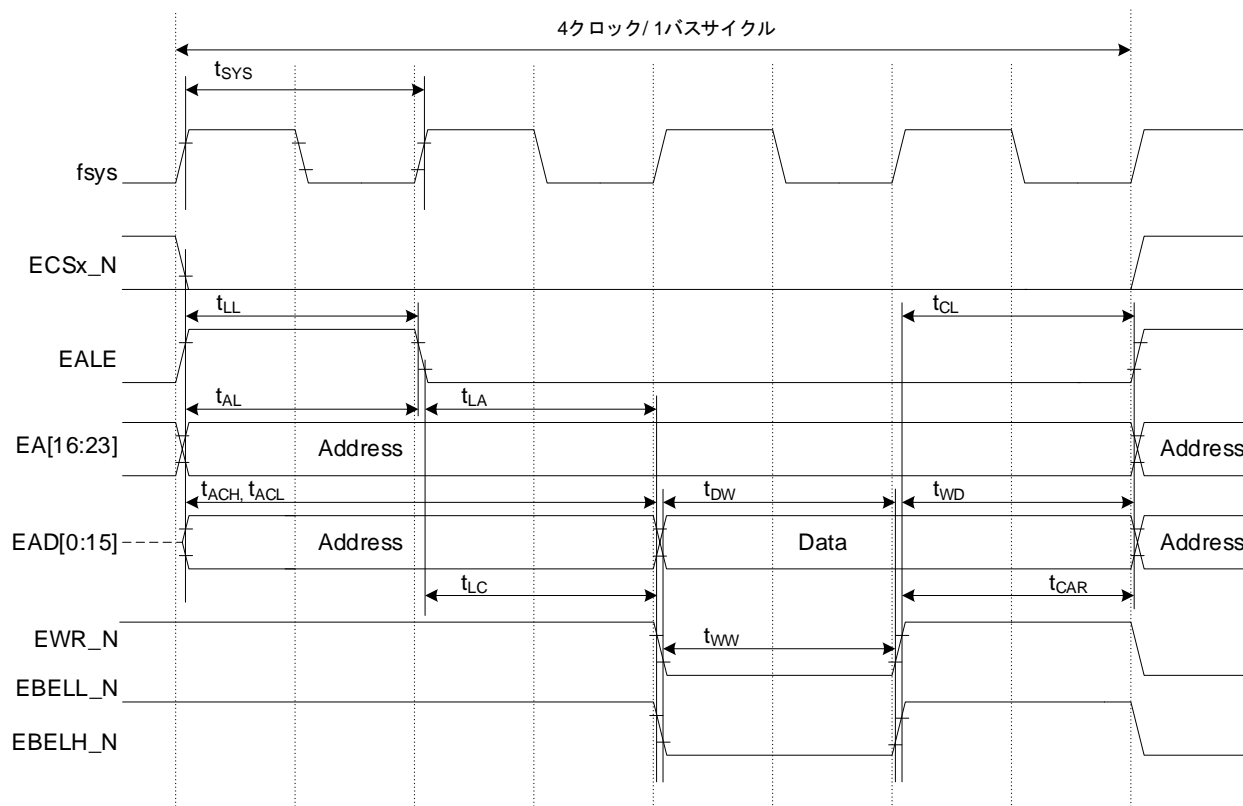 4クロック/ 1バスサイクル
tSYS
fsys
ECSx_N
tLL
tCL
EALE
tAL
tLA
EA[16:23]
Address
Address
tACH, tACL
tDW
tWD
EAD[0:15]
Address
Data
Address
tLC
tCAR
EWR_N
tWW
EBELL_N
EBELH_N